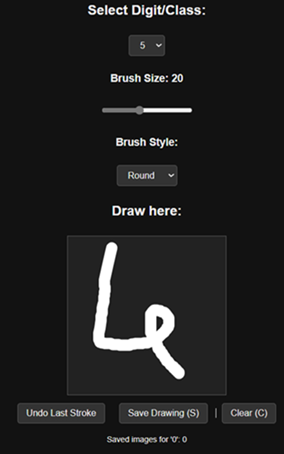 Select Digit/Class:
5
Brush Size: 20
Brush Style:
Round
Draw here:
Undo Last Stroke Save Drawing (S) | Clear (C)
Saved images for '0': 0